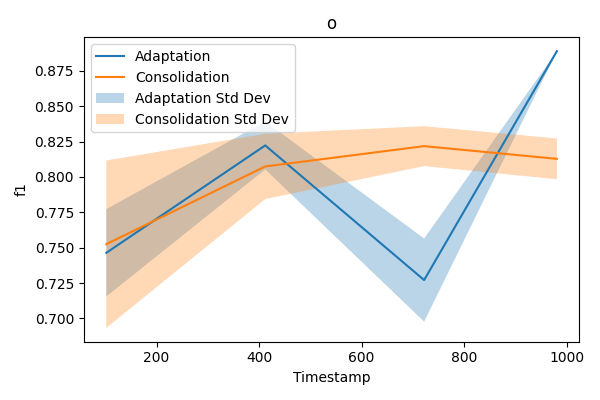 o
Adaptation
Consolidation
Adaptation Std Dev
Consolidation Std Dev
0.875
0.850
0.825
0.800
0.775
0.750
0.725
0.700
f1
200
400
600
800
1000
Timestamp